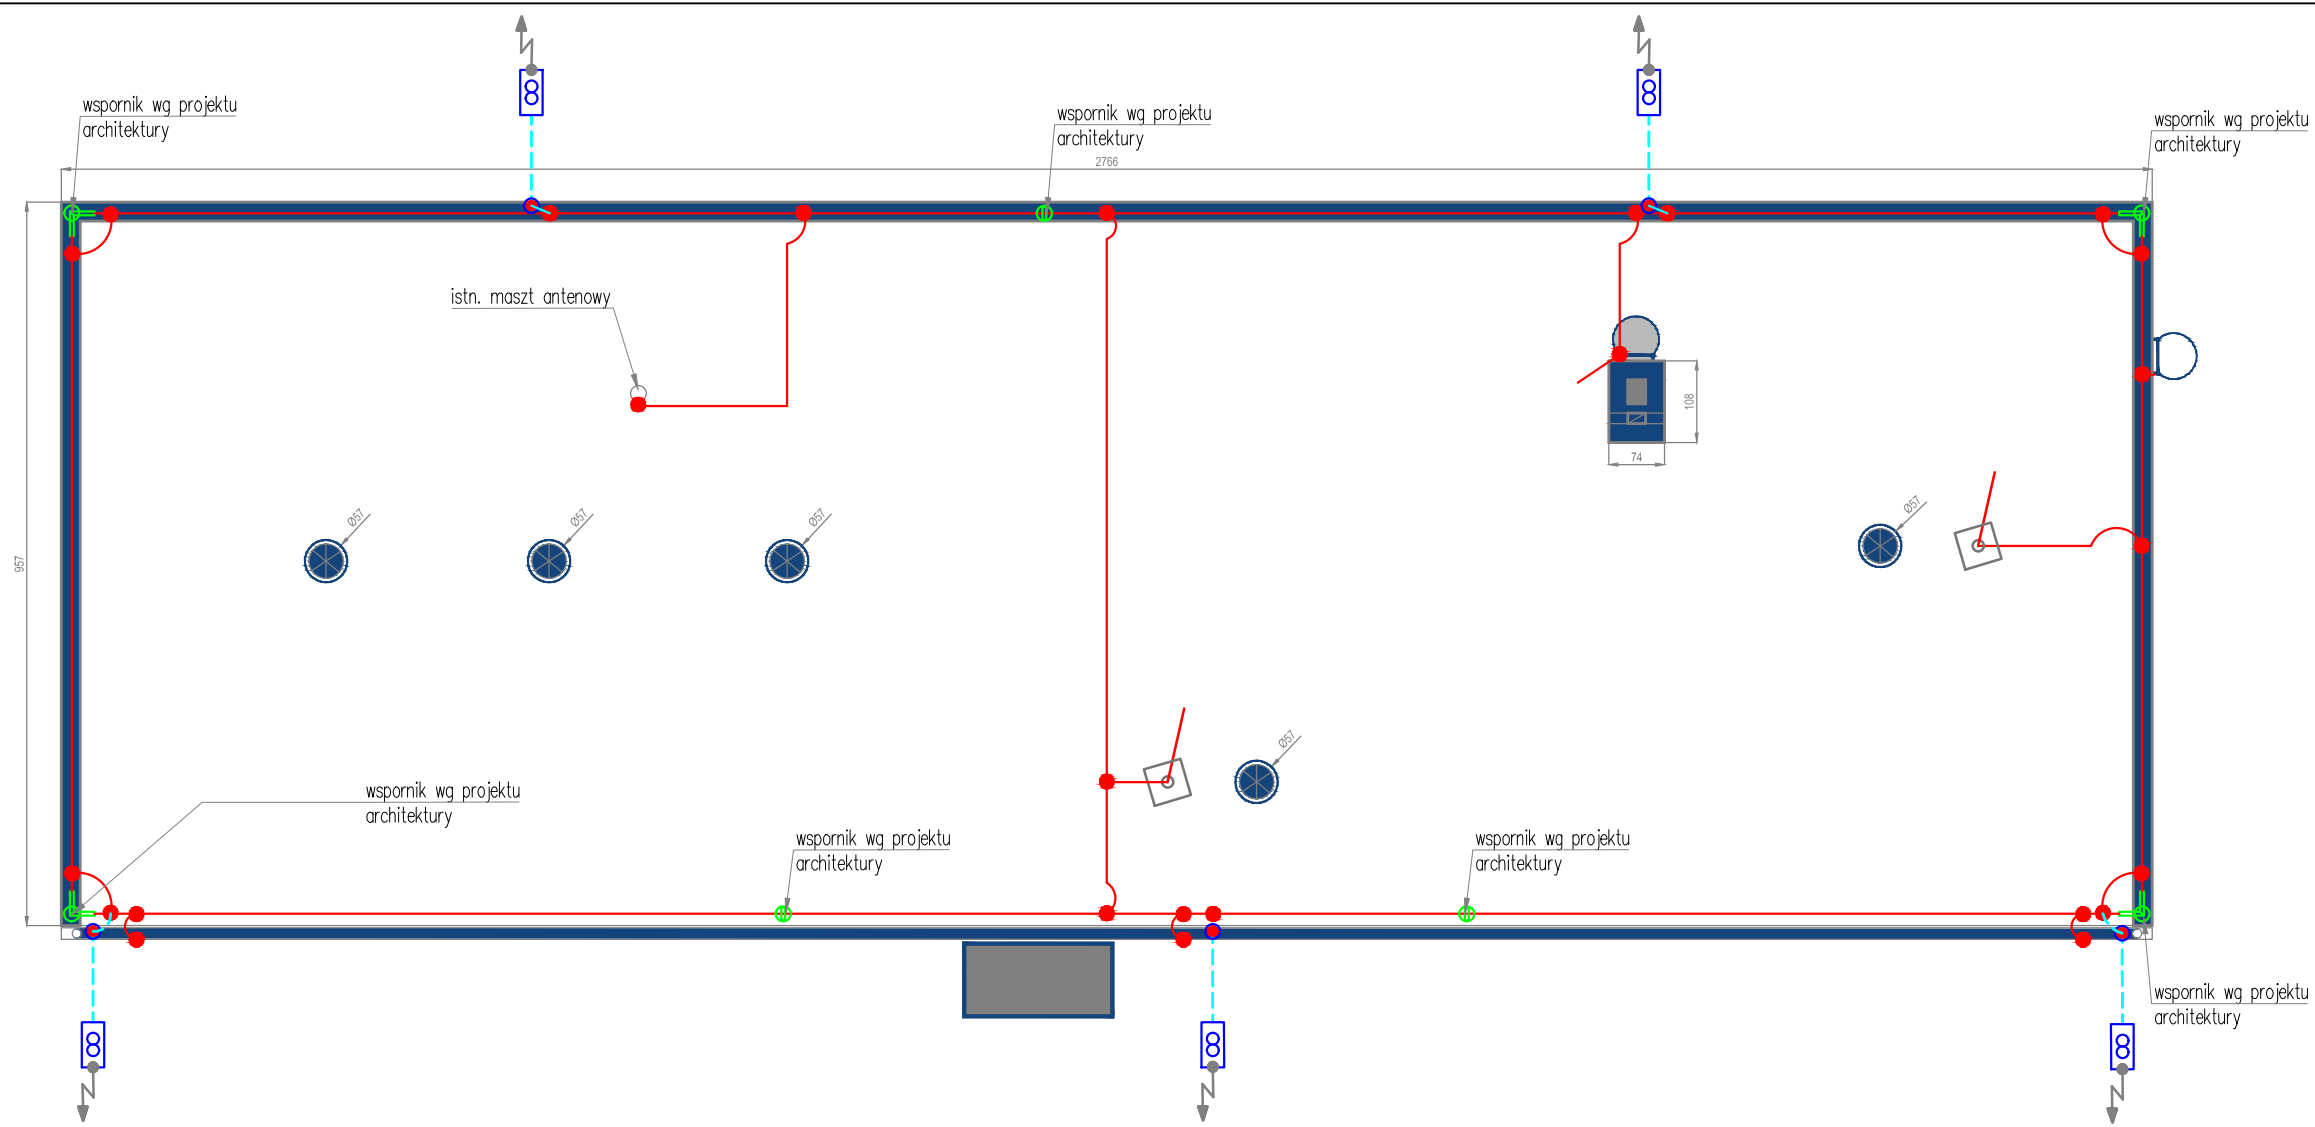 wspornik wg projektu
architektury
wspornik wg projektu
architektury
wspornik wg projektu
architektury
2766
istn. maszt antenowy
108
74
957
Ø57
Ø57
Ø57
Ø57
Ø57
wspornik wg projektu
architektury
wspornik wg projektu
architektury
wspornik wg projektu
architektury
wspornik wg projektu
architektury